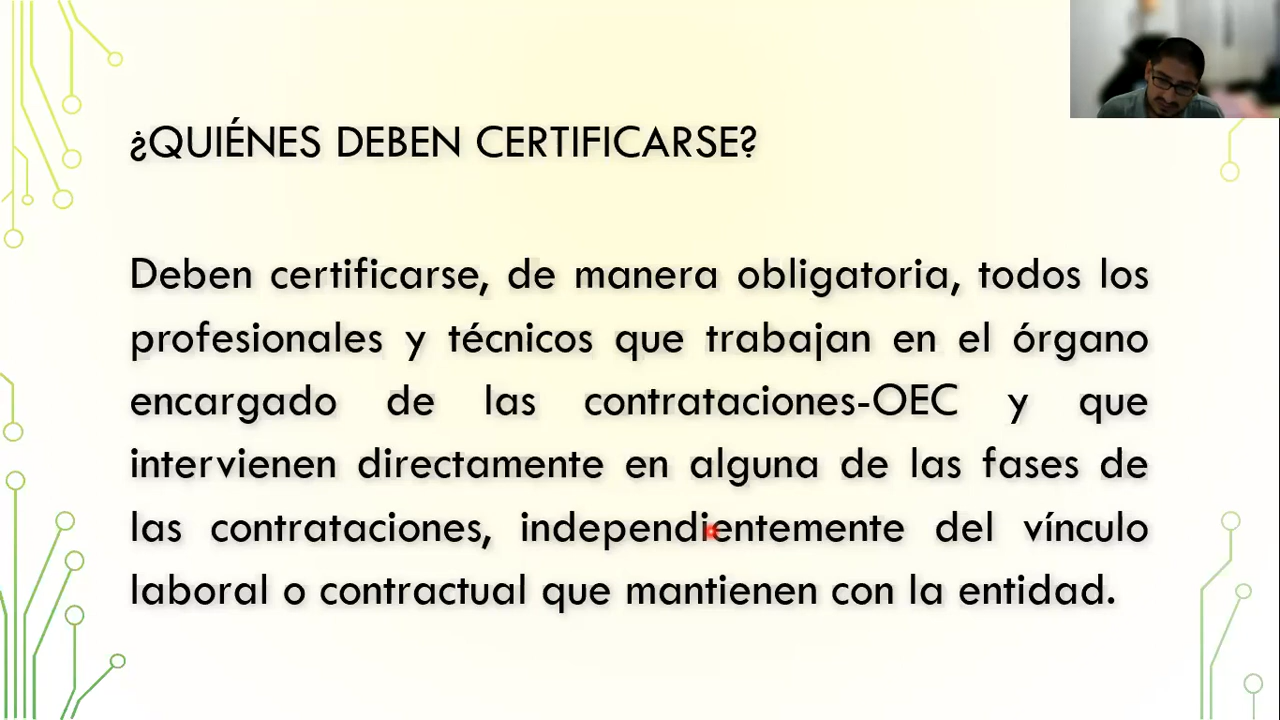 ¿QUIÉNES DEBEN CERTIFICARSE?
Deben certificarse, de manera obligatoria, todos los
profesionales y técnicos que trabajan en el órgano
encargado de las contrataciones-OEC y que
intervienen directamente en alguna de las fases de
las contrataciones, independientemente del vínculo
laboral o contractual que mantienen con la entidad.